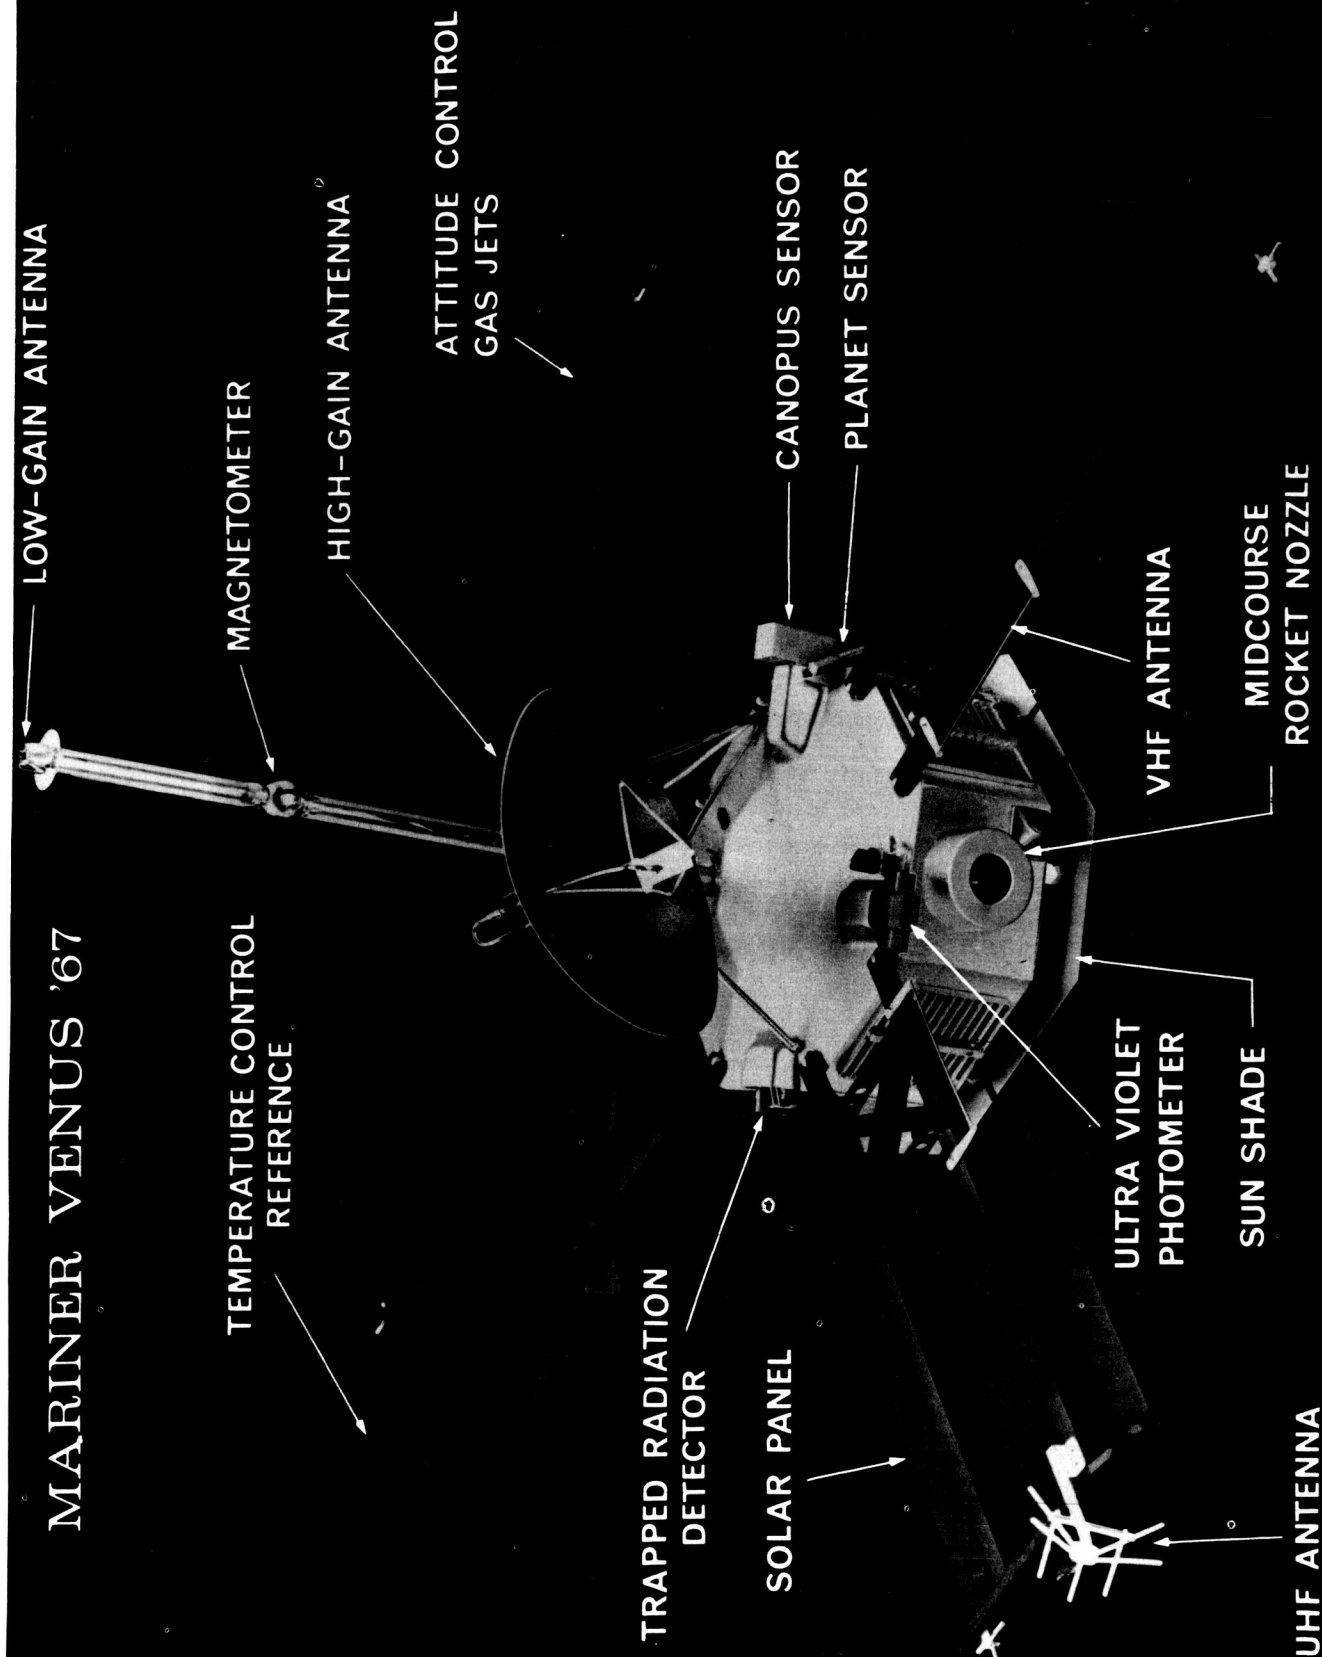 MARINER VENUS '67
LOW-GAIN ANTENNA
MAGNETOMETER
TEMPERATURE CONTROL
REFERENCE
HIGH-GAIN ANTENNA
ATTITUDE CONTROL
GAS JETS
TRAPPED RADIATION
DETECTOR
SOLAR PANEL
CANOPUS SENSOR
PLANET SENSOR
ULTRA VIOLET
PHOTOMETER
VHF ANTENNA
SUN SHADE
MIDCOURSE
ROCKET NOZZLE
UHF ANTENNA